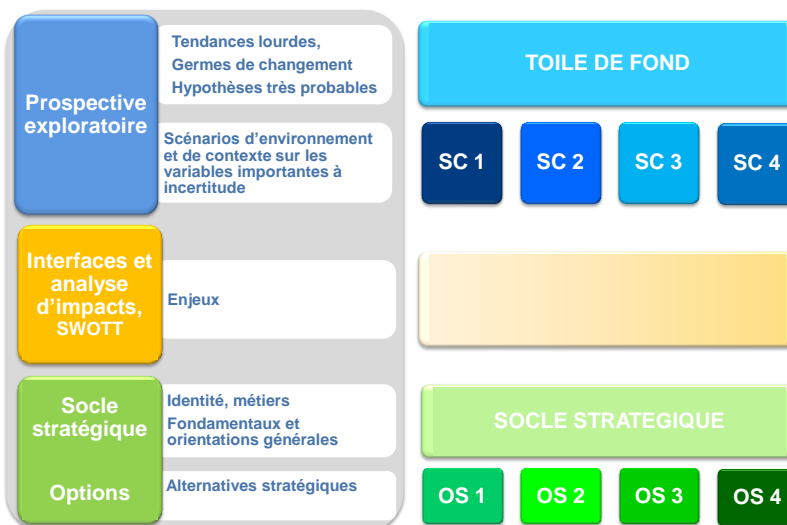 Prospective
exploratoire
Tendances lourdes,
Germes de changement
Hypothèses très probables
Scénarios d'environnement
et de contexte sur les
variables importantes à
incertitude
TOILE DE FOND
SC 1
SC 2
SC 3
SC 4
Interfaces et
analyse
d'impacts,
SWOTT
Enjeux
Socle
stratégique
Identité, métiers
Fondamentaux et
orientations générales
SOCLE STRATEGIQUE
Options
Alternatives stratégiques
OS 1
OS 2
OS 3
OS 4